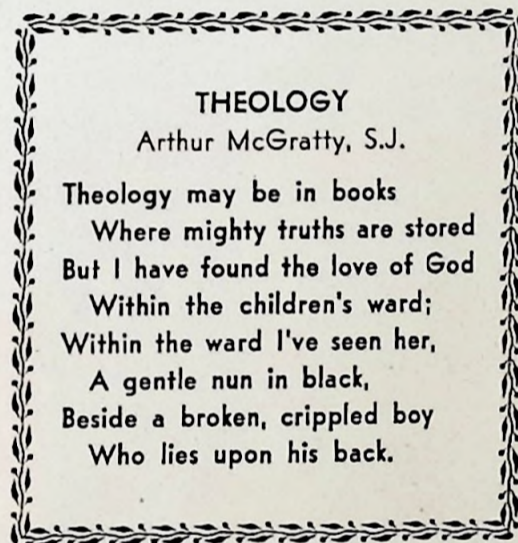 THEOLOGY
Arthur McGratty, S.J.
Theology may be in books
Where mighty truths are stored
But I have found the love of God
Within the children's ward;
Within the ward I've seen her,
A gentle nun in black,
Beside a broken, crippled boy
Who lies upon his back.